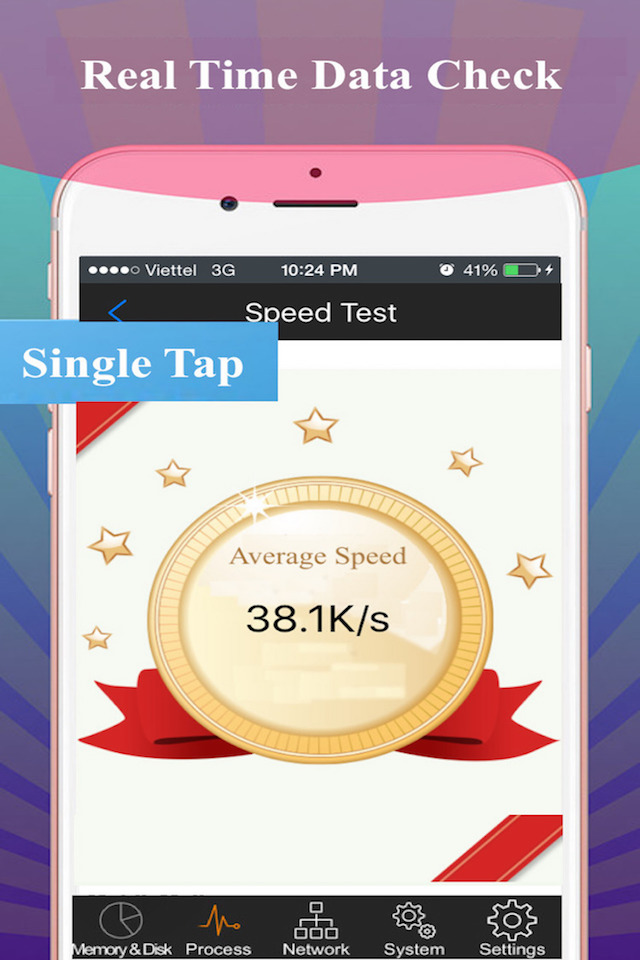 Real Time Data Check
Viettel 3G 10:24 PM 41%
Speed Test
Single Tap
Average Speed
38.1K/s
Memory & Disk Process Network System Settings